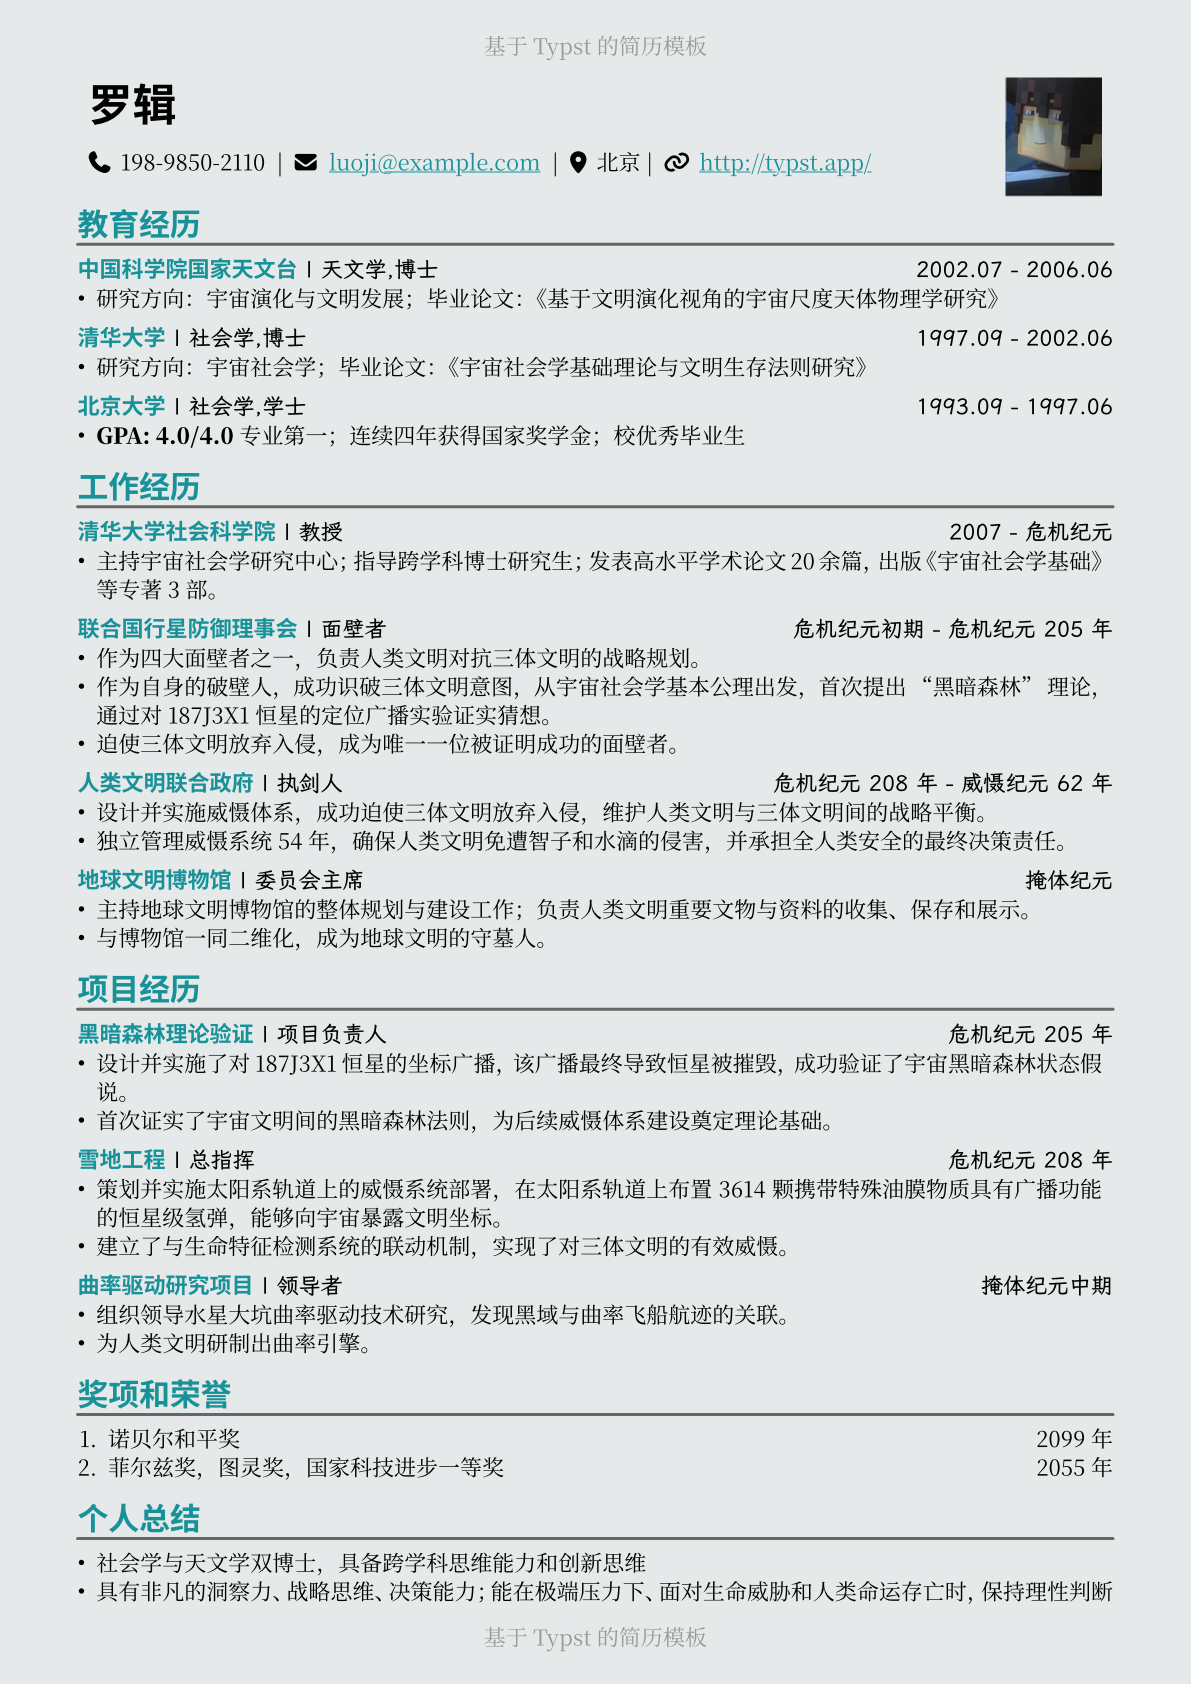 基于 Typst 的简历模板
罗辑
198-9850-2110 | luoji@example.com | 北京 | http://typst.app/
教育经历
中国科学院国家天文台 | 天文学,博士 2002.07 - 2006.06
• 研究方向：宇宙演化与文明发展；毕业论文：《基于文明演化视角的宇宙尺度天体物理学研究》
清华大学 | 社会学,博士 1997.09 - 2002.06
• 研究方向：宇宙社会学；毕业论文：《宇宙社会学基础理论与文明生存法则研究》
北京大学 | 社会学,学士 1993.09 - 1997.06
• GPA: 4.0/4.0 专业第一；连续四年获得国家奖学金；校优秀毕业生
工作经历
清华大学社会科学院 | 教授 2007 - 危机纪元
• 主持宇宙社会学研究中心；指导跨学科博士研究生；发表高水平学术论文 20 余篇，出版《宇宙社会学基础》
等专著 3 部。
联合国行星防御理事会 | 面壁者 危机纪元初期 - 危机纪元 205 年
• 作为四大面壁者之一，负责人类文明对抗三体文明的战略规划。
• 作为自身的破壁人，成功识破三体文明意图，从宇宙社会学基本公理出发，首次提出 “黑暗森林” 理论，
通过对 187J3X1 恒星的定位广播实验证实猜想。
• 迫使三体文明放弃入侵，成为唯一一位被证明成功的面壁者。
人类文明联合政府 | 执剑人 危机纪元 208 年 - 威慑纪元 62 年
• 设计并实施威慑体系，成功迫使三体文明放弃入侵，维护人类文明与三体文明间的战略平衡。
• 独立管理威慑系统 54 年，确保人类文明免遭智子和水滴的侵害，并承担全人类安全的最终决策责任。
地球文明博物馆 | 委员会主席 掩体纪元
• 主持地球文明博物馆的整体规划与建设工作；负责人类文明重要文物与资料的收集、保存和展示。
• 与博物馆一同二维化，成为地球文明的守墓人。
项目经历
黑暗森林理论验证 | 项目负责人 危机纪元 205 年
• 设计并实施了对 187J3X1 恒星的坐标广播，该广播最终导致恒星被摧毁，成功验证了宇宙黑暗森林状态假
说。
• 首次证实了宇宙文明间的黑暗森林法则，为后续威慑体系建设奠定理论基础。
雪地工程 | 总指挥 危机纪元 208 年
• 策划并实施太阳系轨道上的威慑系统部署，在太阳系轨道上布置 3614 颗携带特殊油膜物质具有广播功能
的恒星级氢弹，能够向宇宙暴露文明坐标。
• 建立了与生命特征检测系统的联动机制，实现了对三体文明的有效威慑。
曲率驱动研究项目 | 领导者 掩体纪元中期
• 组织领导水星大坑曲率驱动技术研究，发现黑域与曲率飞船航迹的关联。
• 为人类文明研制出曲率引擎。
奖项和荣誉
1. 诺贝尔和平奖 2099 年
2. 菲尔兹奖，图灵奖，国家科技进步一等奖 2055 年
个人总结
• 社会学与天文学双博士，具备跨学科思维能力和创新思维
• 具有非凡的洞察力、战略思维、决策能力；能在极端压力下、面对生命威胁和人类命运存亡时，保持理性判断
基于 Typst 的简历模板